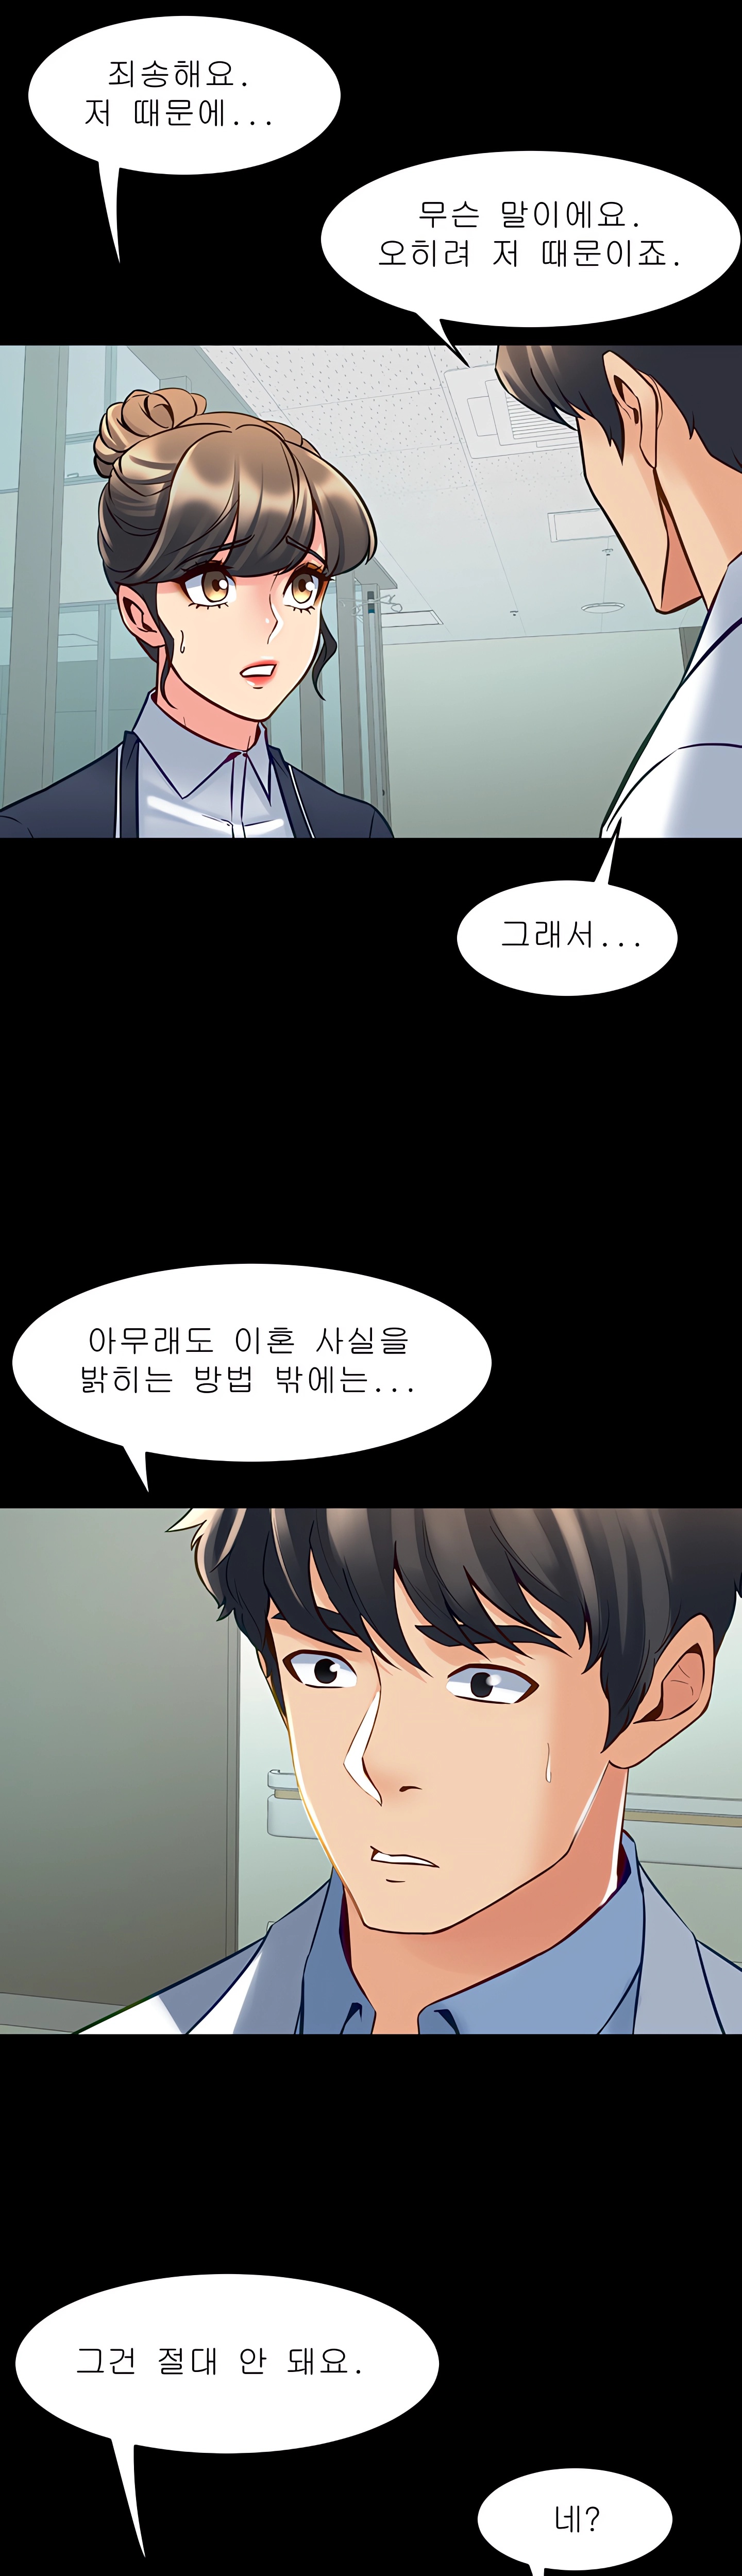 죄송해요.
저 때문에...
무슨 말이에요.
오히려 저 때문이죠.
그래서...
아무래도 이혼 사실을
밝히는 방법 밖에는...
그건 절대 안 돼요.
네?